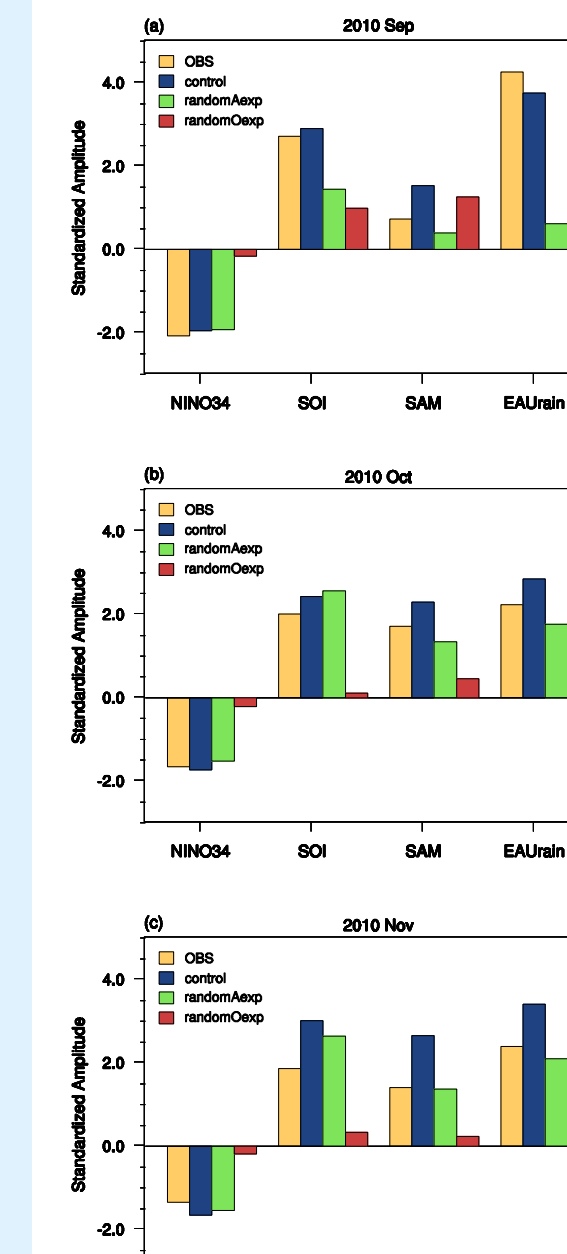 (a) 2010 Sep
OBS
control
randomAexp
randomOexp
Standardized Amplitude
4.0
2.0
0.0
-2.0
NINO34 SOI SAM EAUrain
(b) 2010 Oct
OBS
control
randomAexp
randomOexp
Standardized Amplitude
4.0
2.0
0.0
-2.0
NINO34 SOI SAM EAUrain
(c) 2010 Nov
OBS
control
randomAexp
randomOexp
Standardized Amplitude
4.0
2.0
0.0
-2.0